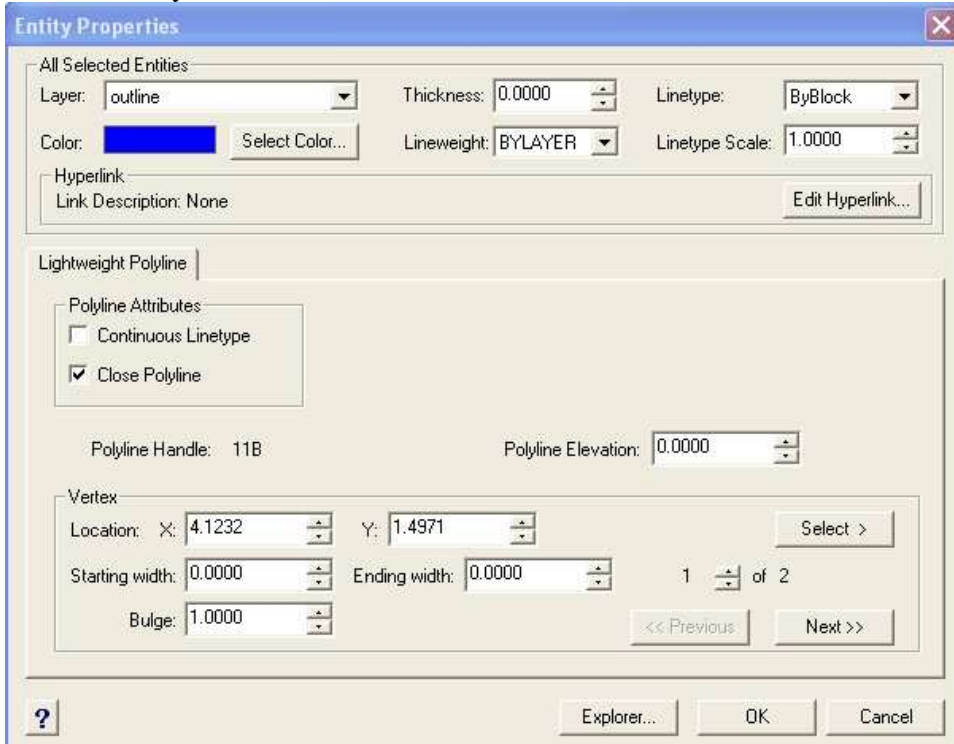 Entity Properties
All Selected Entities
Layer: outline Thickness: 0.0000 Linetype: ByBlock
Color: Select Color... Lineweight: BYLAYER Linetype Scale: 1.0000
Hyperlink
Link Description: None Edit Hyperlink...
Lightweight Polyline
Polyline Attributes
Continuous Linetype
Close Polyline
Polyline Handle: 11B Polyline Elevation: 0.0000
Vertex
Location: X: 4.1232 Y: 1.4971 Select >
Starting width: 0.0000 Ending width: 0.0000 1 of 2
Bulge: 1.0000 << Previous Next >>
? Explorer... OK Cancel